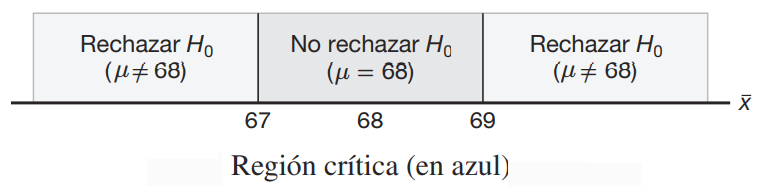 Rechazar H₀ No rechazar H₀ Rechazar H₀
(μ ≠ 68) (μ = 68) (μ ≠ 68)
x̄
67 68 69
Región crítica (en azul)